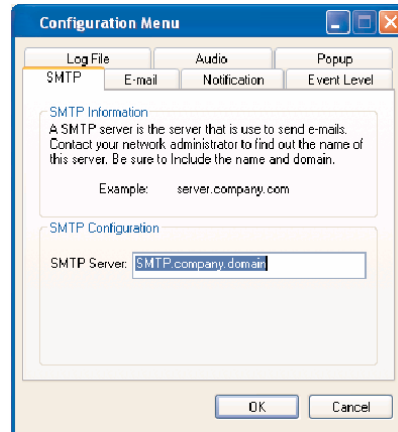 Configuration Menu
Log File Audio Popup
SMTP E-mail Notification Event Level
SMTP Information
A SMTP server is the server that is use to send e-mails.
Contact your network administrator to find out the name of
this server. Be sure to Include the name and domain.
Example: server.company.com
SMTP Configuration
SMTP Server: SMTP.company.domain
OK Cancel